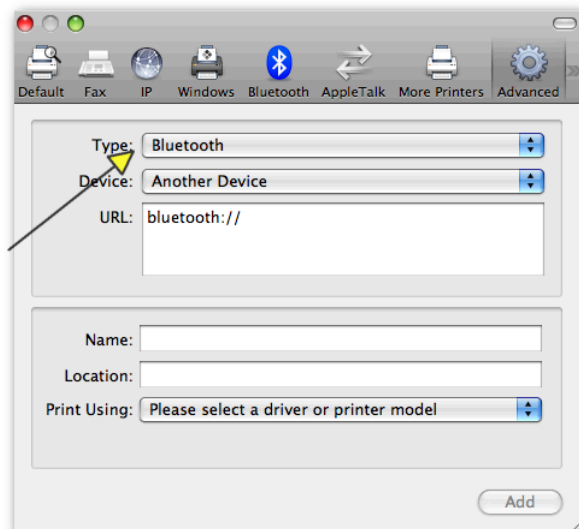 Default Fax IP Windows Bluetooth AppleTalk More Printers Advanced
Type: Bluetooth
Device: Another Device
URL: bluetooth://
Name:
Location:
Print Using: Please select a driver or printer model
Add